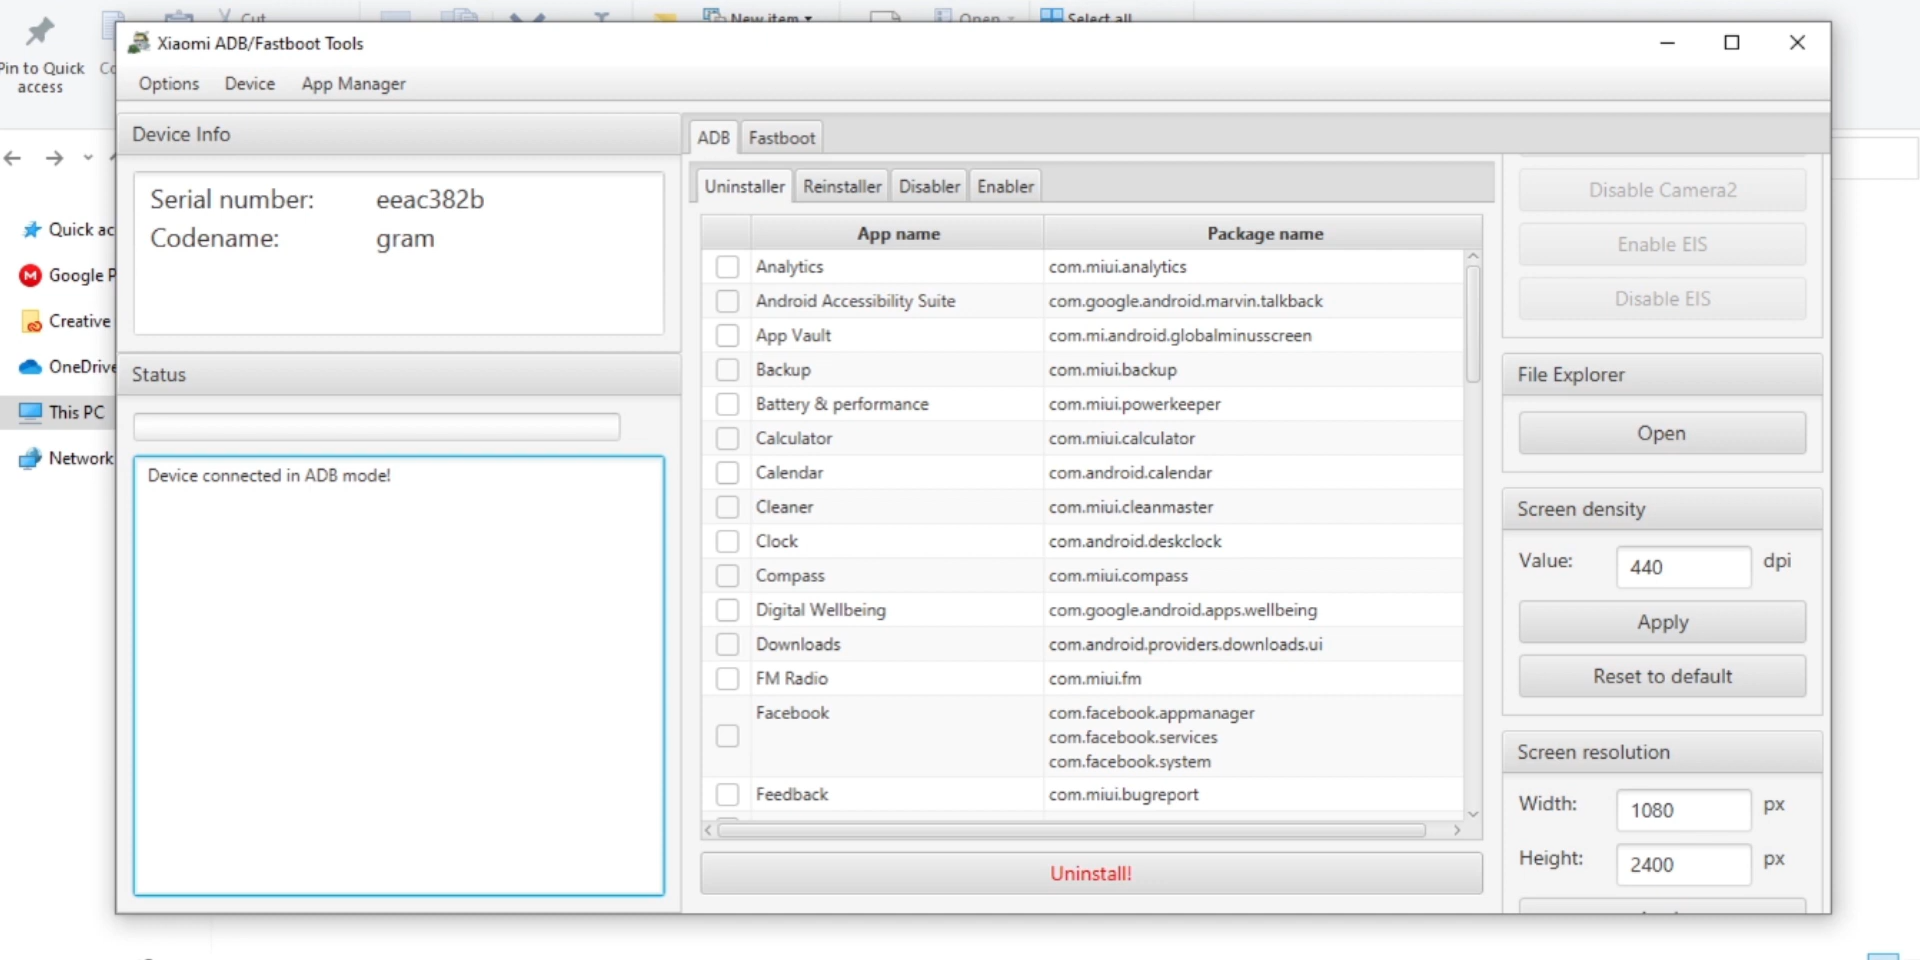 Cut
New item
Open
Select all
Pin to Quick
access
Xiaomi ADB/Fastboot Tools
Options Device App Manager
Device Info
Serial number: eeac382b
Codename: gram
Status
Device connected in ADB mode!
Quick ac
Google P
Creative
OneDrive
This PC
Network
ADB Fastboot
Uninstaller Reinstaller Disabler Enabler
App name Package name
Analytics com.miui.analytics
Android Accessibility Suite com.google.android.marvin.talkback
App Vault com.mi.android.globalminusscreen
Backup com.miui.backup
Battery & performance com.miui.powerkeeper
Calculator com.miui.calculator
Calendar com.android.calendar
Cleaner com.miui.cleanmaster
Clock com.android.deskclock
Compass com.miui.compass
Digital Wellbeing com.google.android.apps.wellbeing
Downloads com.android.providers.downloads.ui
FM Radio com.miui.fm
Facebook com.facebook.appmanager
com.facebook.services
com.facebook.system
Feedback com.miui.bugreport
Uninstall!
Disable Camera2
Enable EIS
Disable EIS
File Explorer
Open
Screen density
Value: 440 dpi
Apply
Reset to default
Screen resolution
Width: 1080 px
Height: 2400 px